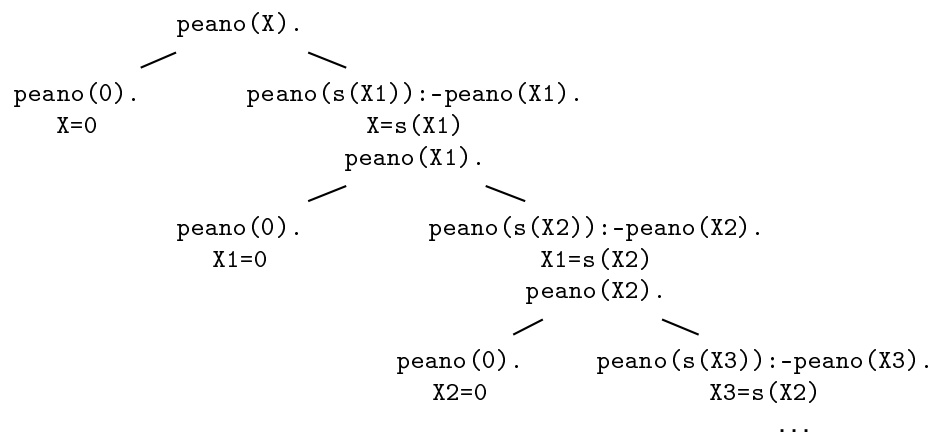 peano(X).
peano(0). peano(s(X1)):-peano(X1).
X=0 X=s(X1)
peano(X1).
peano(0). peano(s(X2)):-peano(X2).
X1=0 X1=s(X2)
peano(X2).
peano(0). peano(s(X3)):-peano(X3).
X2=0 X3=s(X2)
...